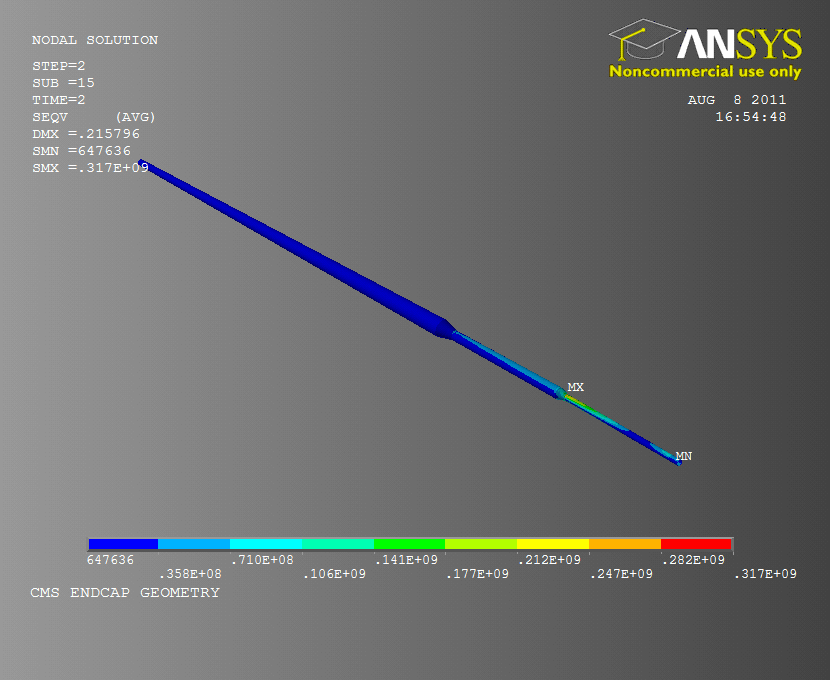 NODAL SOLUTION
STEP=2
SUB =15
TIME=2
SEQV (AVG)
DMX =.215796
SMN =647636
SMX =.317E+09
ANSYS
Noncommercial use only
AUG 8 2011
16:54:48
MX
MN
647636
.358E+08
.710E+08
.106E+09
.141E+09
.177E+09
.212E+09
.247E+09
.282E+09
.317E+09
CMS ENDCAP GEOMETRY